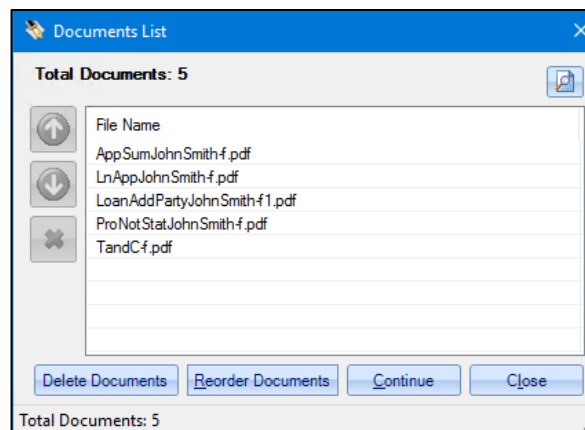 Documents List
Total Documents: 5
File Name
AppSumJohnSmith-f.pdf
LnAppJohnSmith-f.pdf
LoanAddPartyJohnSmith-f1.pdf
ProNotStatJohnSmith-f.pdf
TandC-f.pdf
Delete Documents Reorder Documents Continue Close
Total Documents: 5